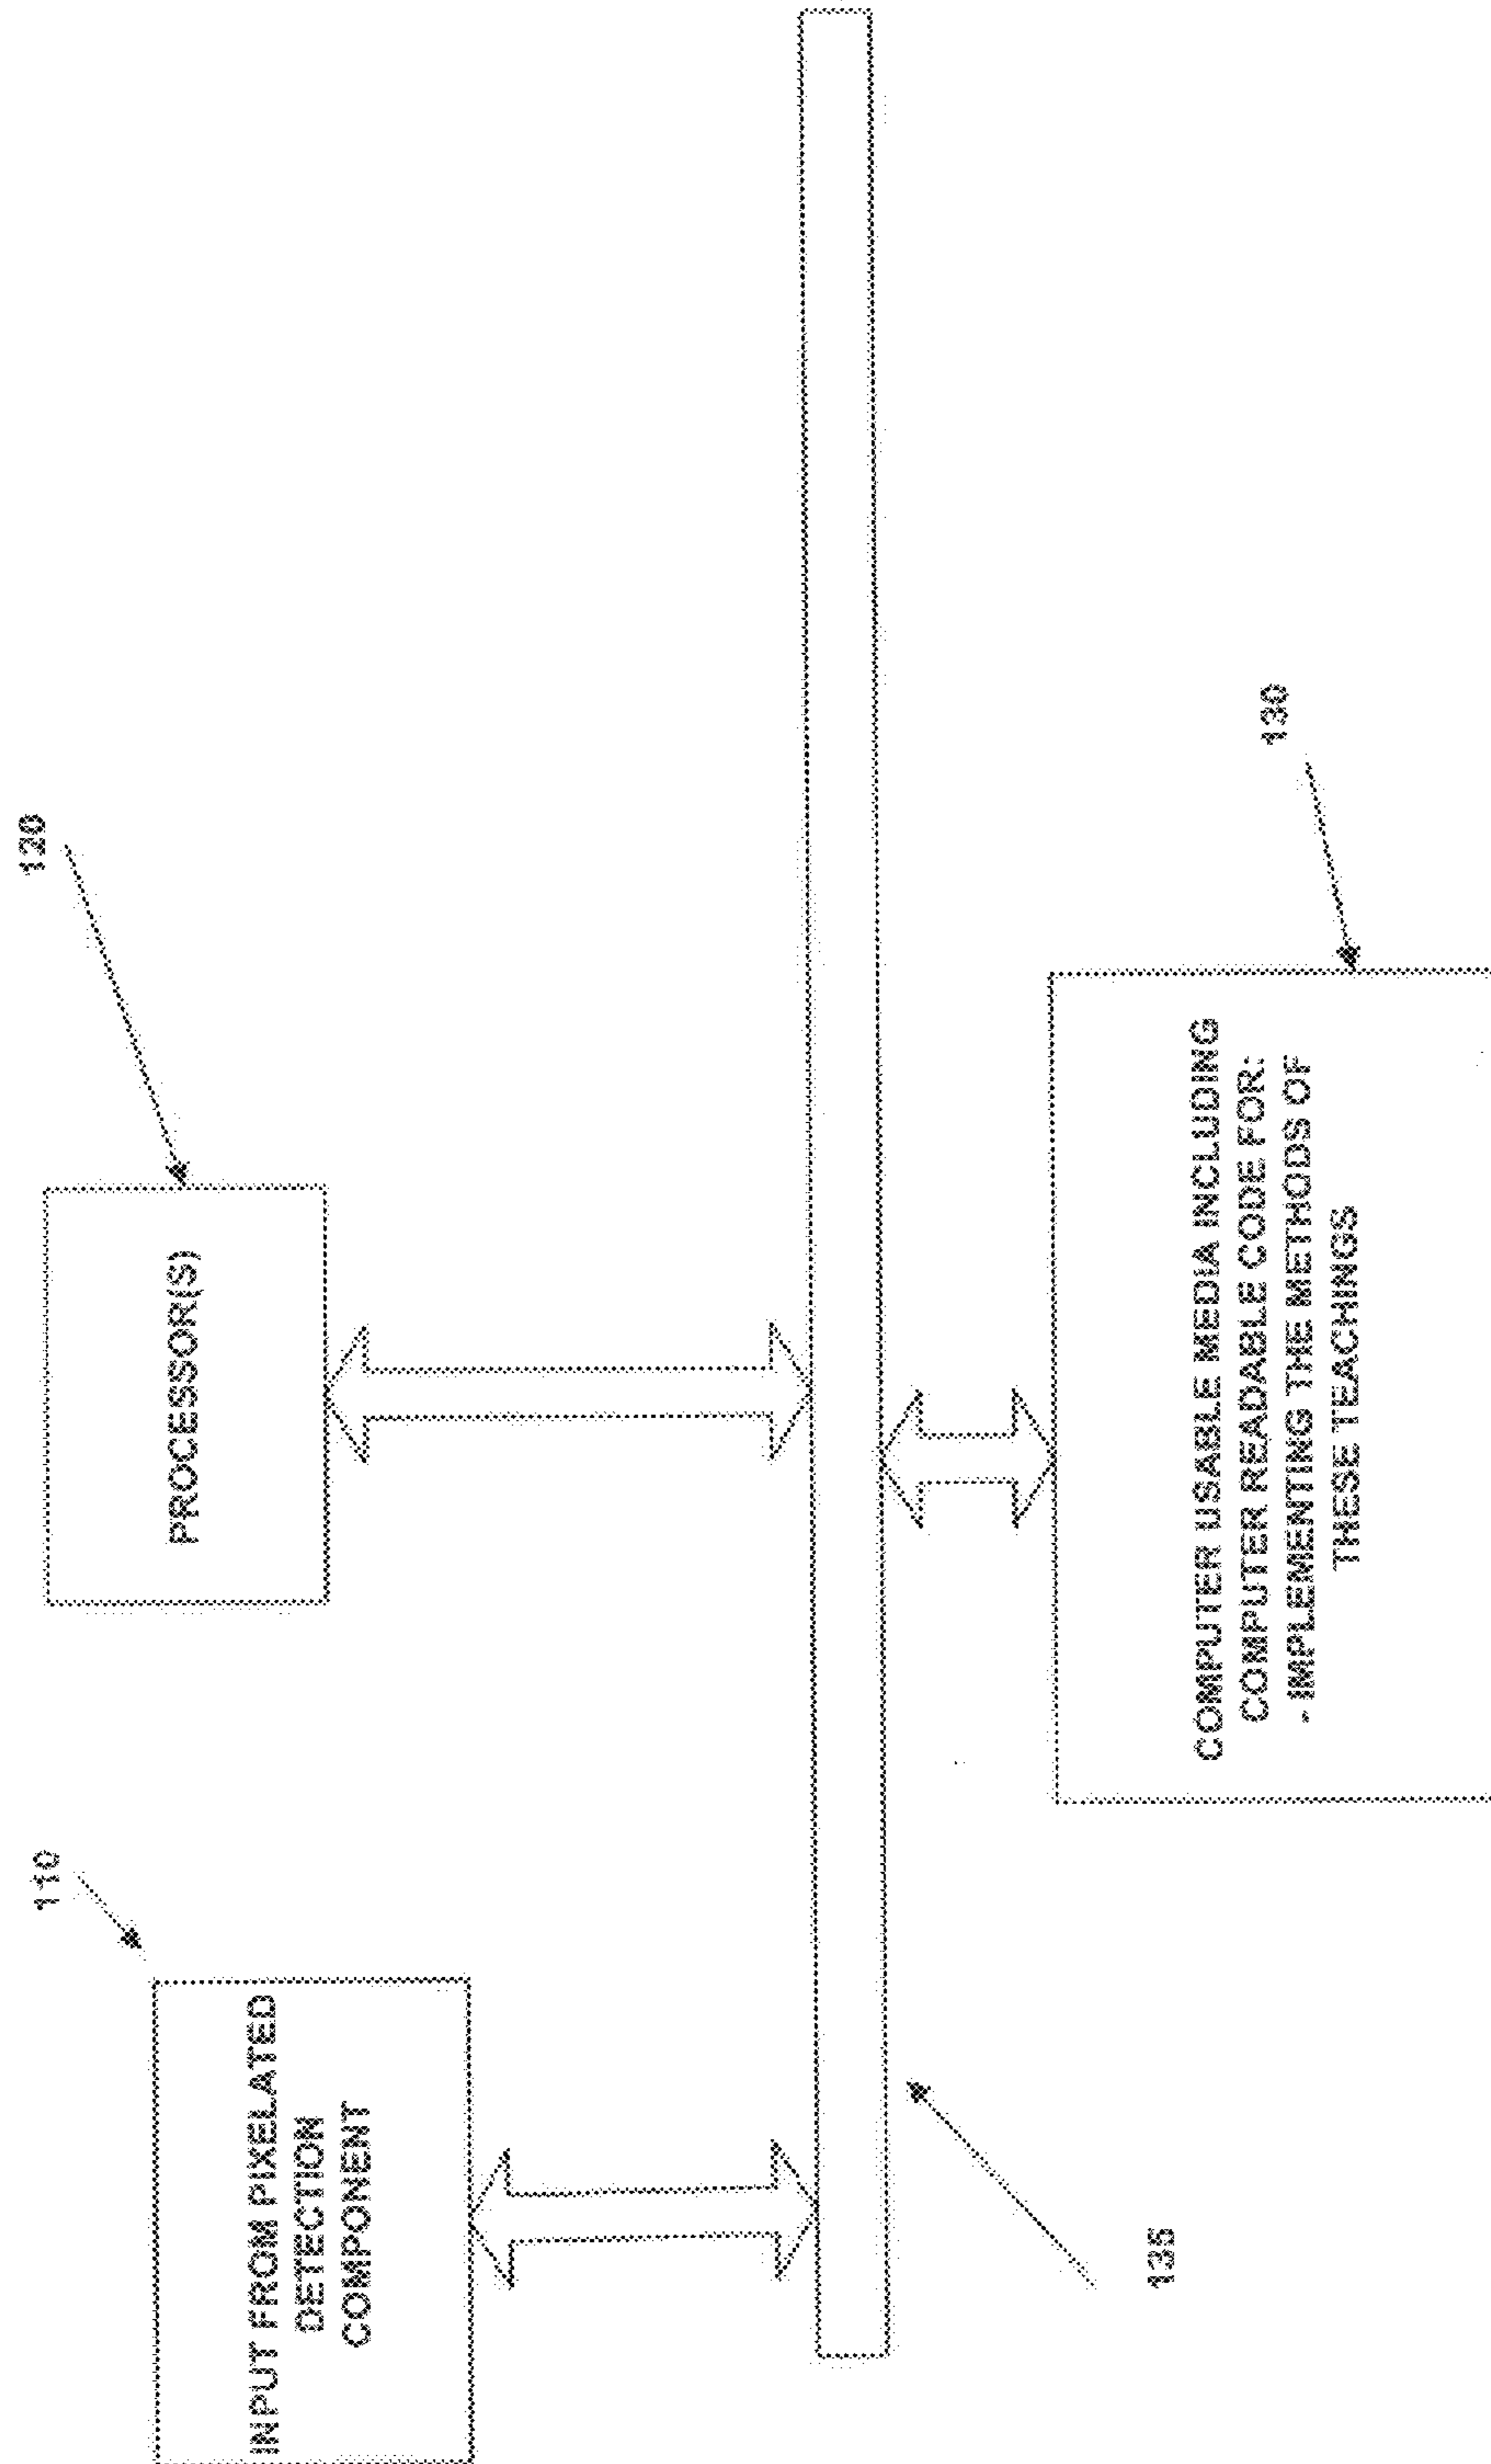 110
INPUT FROM PIXELATED
DETECTION
COMPONENT
120
PROCESSOR(S)
135
130
COMPUTER USABLE MEDIA INCLUDING
COMPUTER READABLE CODE FOR:
- IMPLEMENTING THE METHODS OF
THESE TEACHINGS